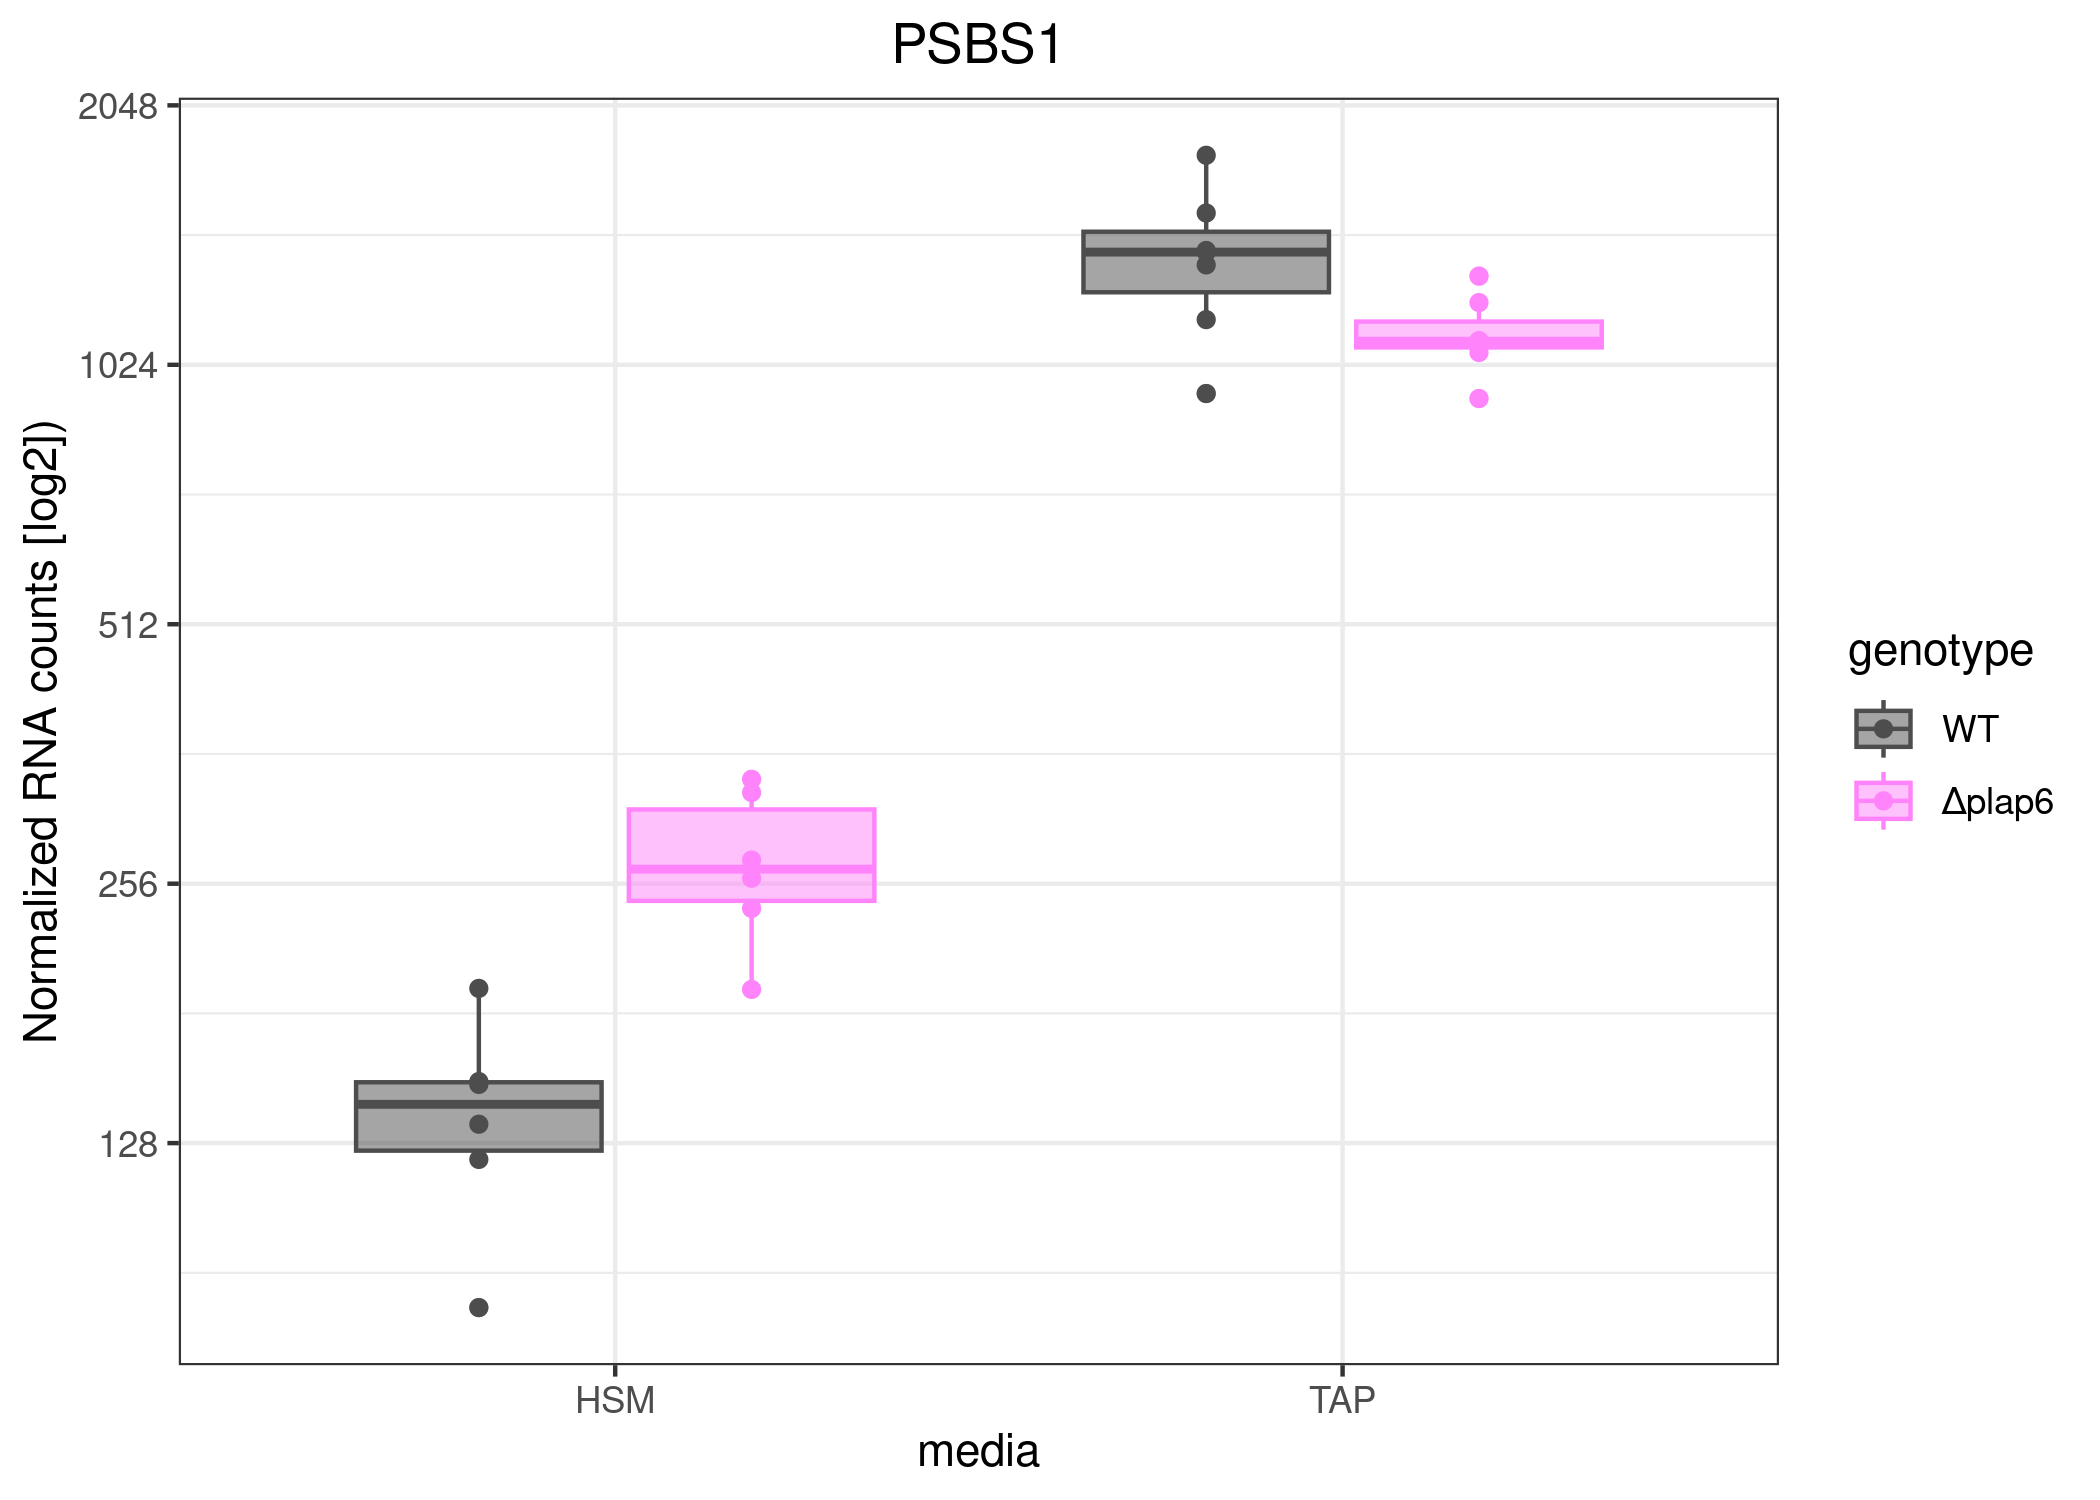 PSBS1
2048
1024
512
256
128
Normalized RNA counts [log2])
HSM
TAP
media
genotype
WT
Δplap6